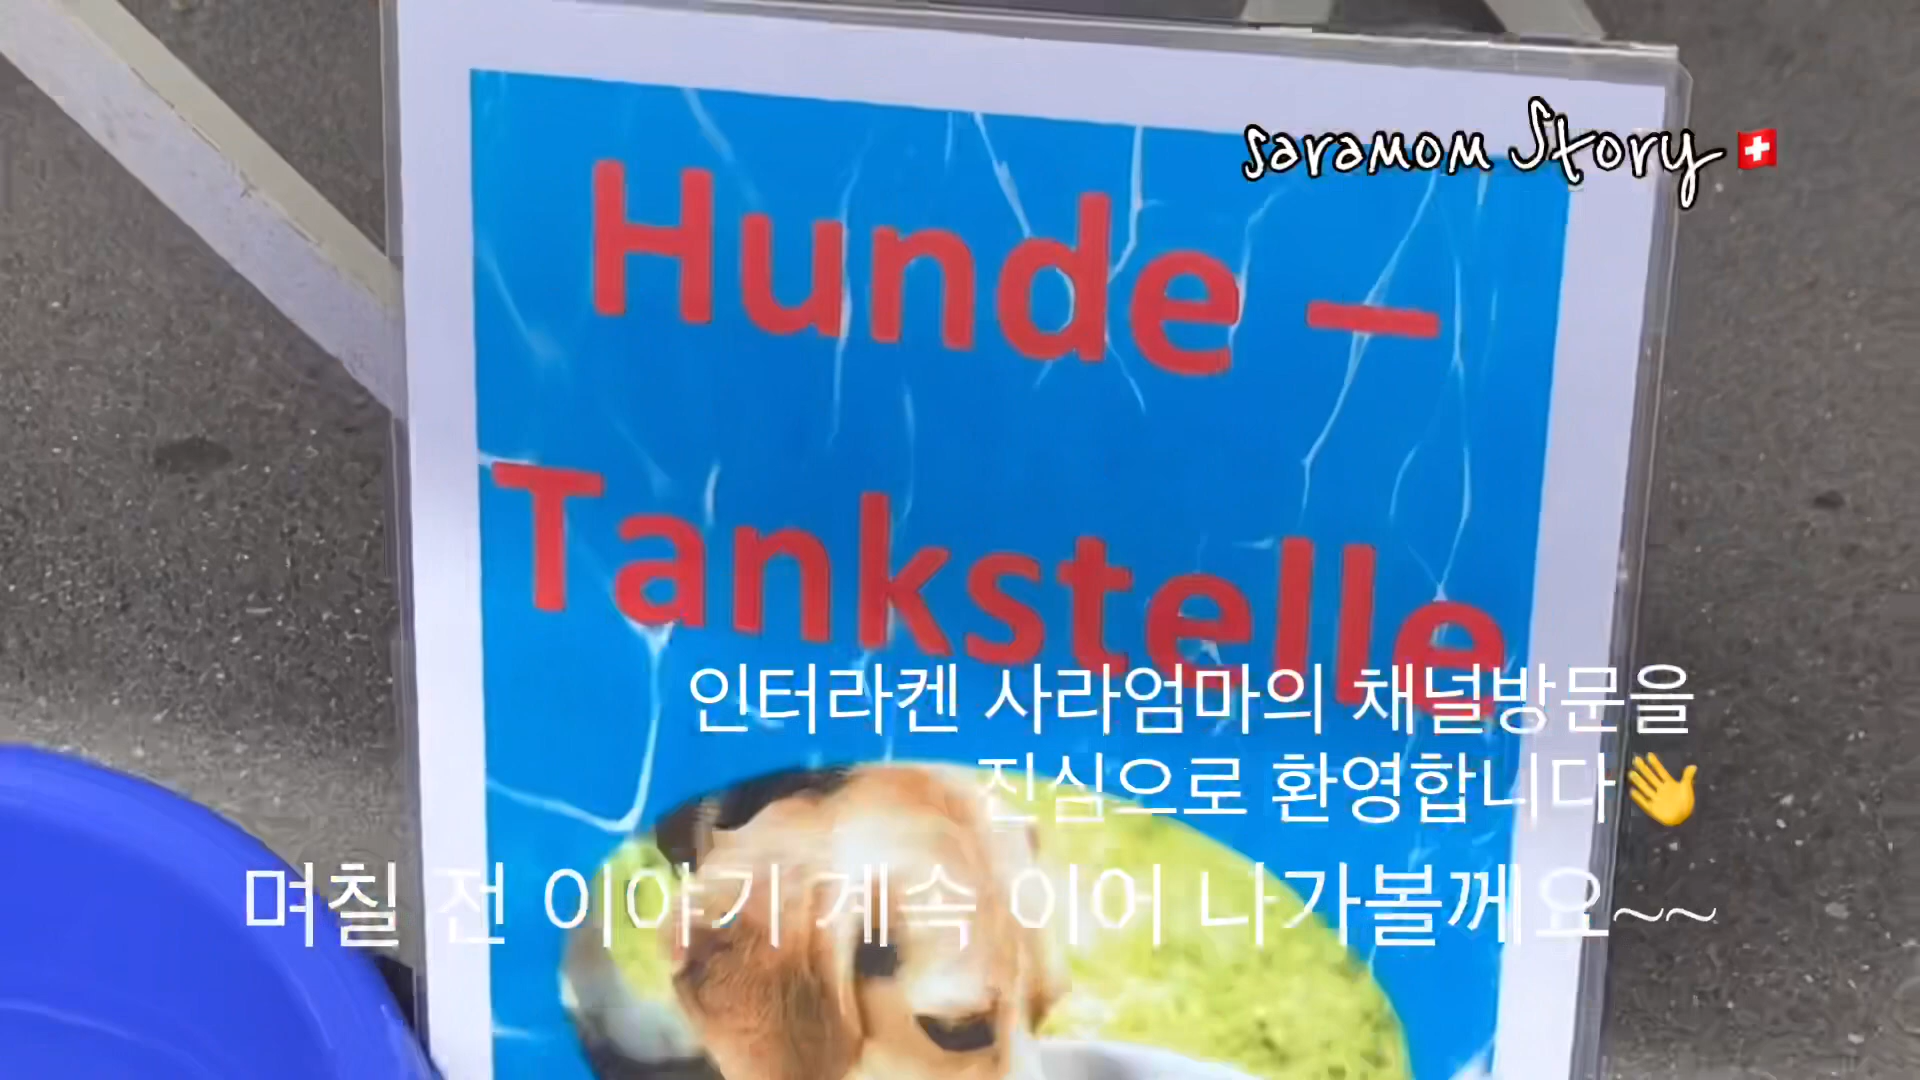 saramom Story
Hunde –
Tankstelle
인터라켄 사라엄마의 채널방문을
진심으로 환영합니다👋
며칠 전 이야기 계속 이어 나가볼께요~~